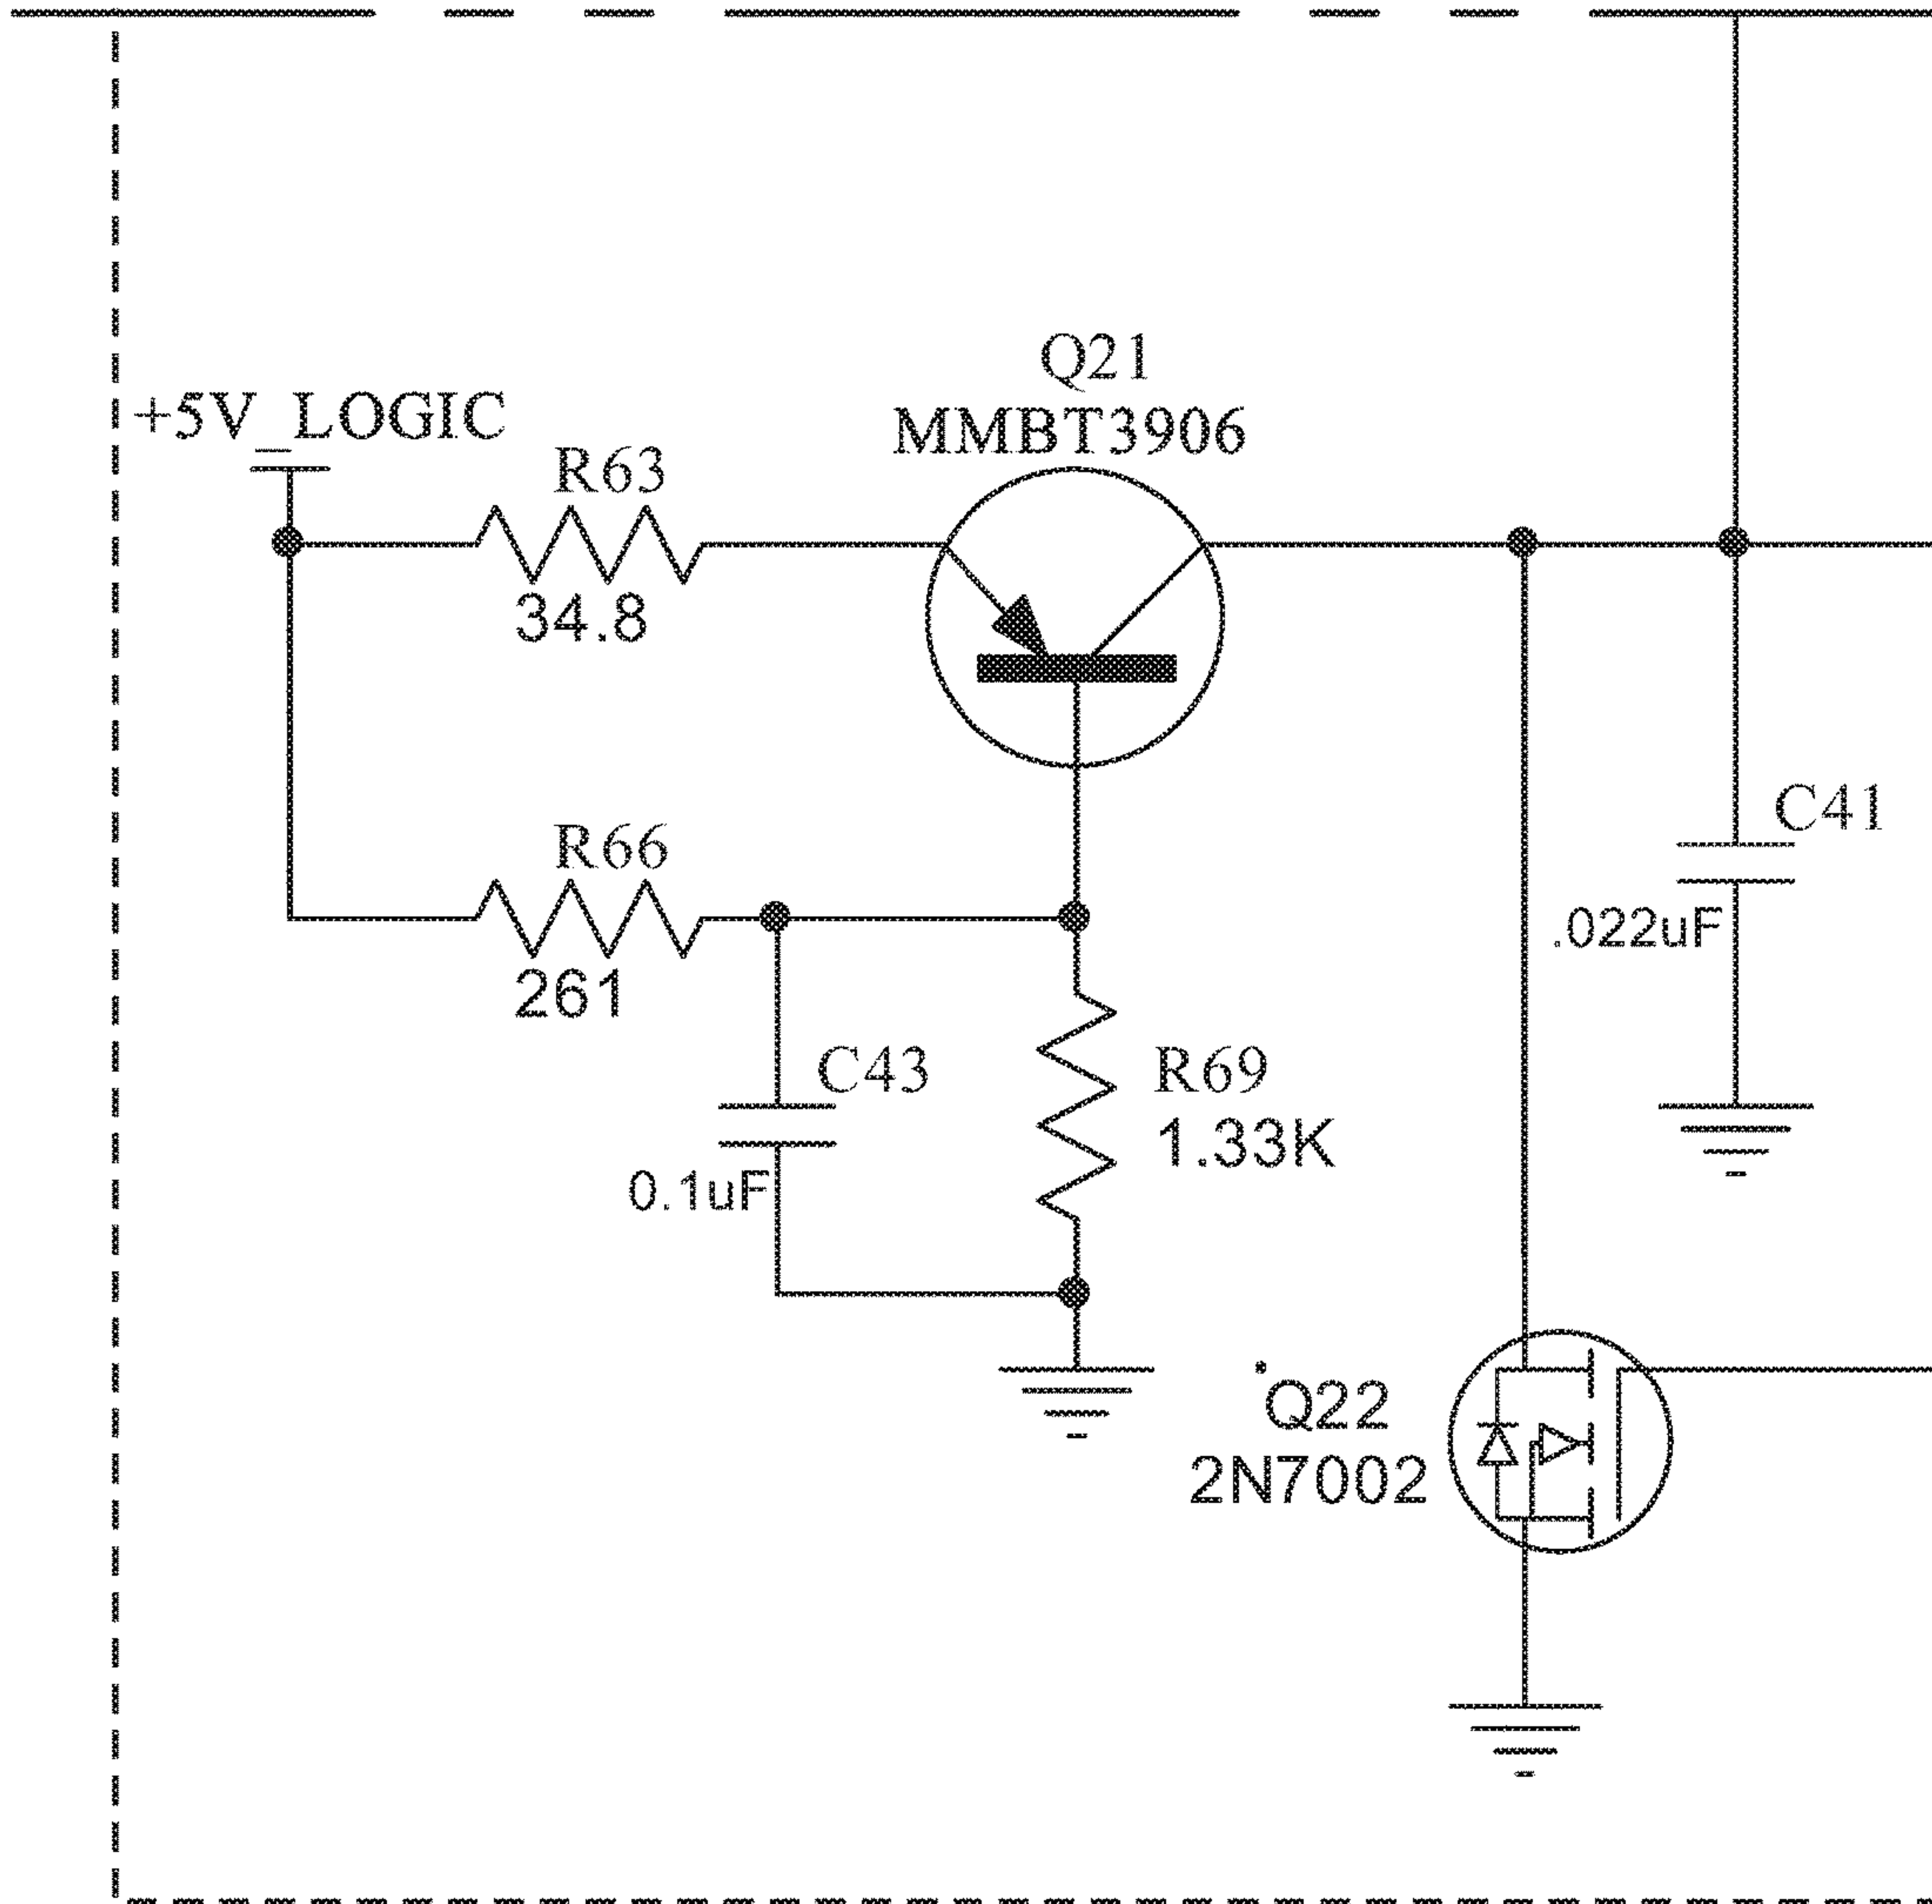 Q21
MMBT3906
+5V_LOGIC
R63
34.8
R66
261
C43
0.1uF
R69
1.33K
C41
.022uF
Q22
2N7002